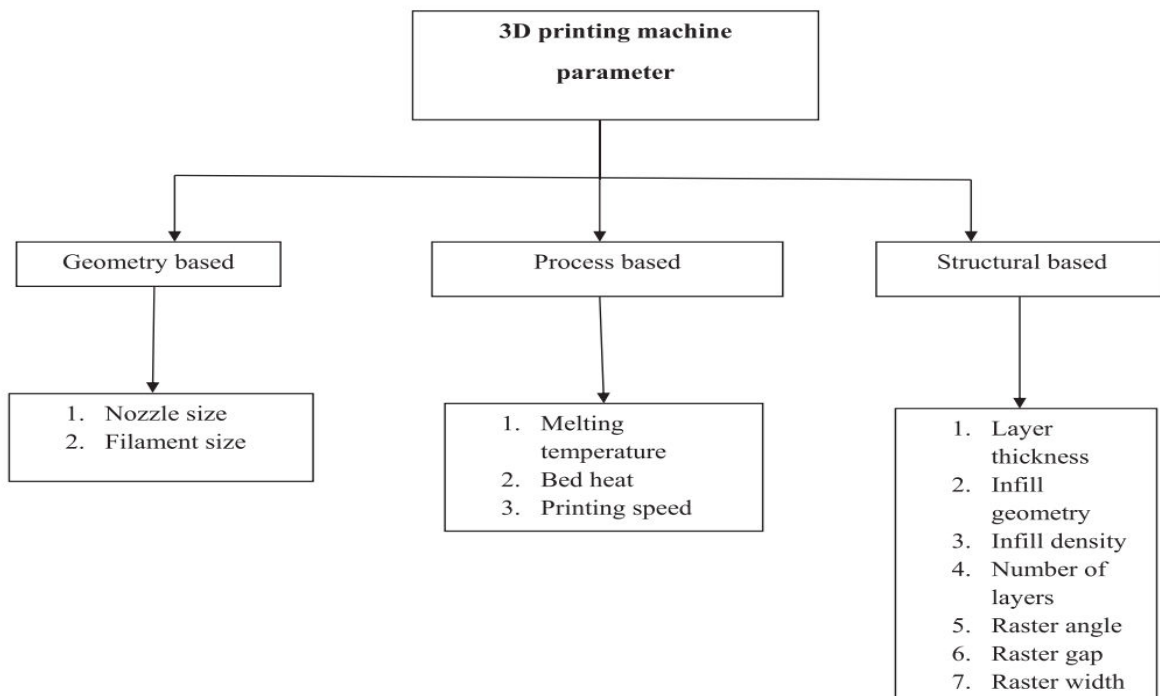 3D printing machine
parameter
Geometry based
Process based
Structural based
1. Nozzle size
2. Filament size
1. Melting
temperature
2. Bed heat
3. Printing speed
1. Layer
thickness
2. Infill
geometry
3. Infill density
4. Number of
layers
5. Raster angle
6. Raster gap
7. Raster width